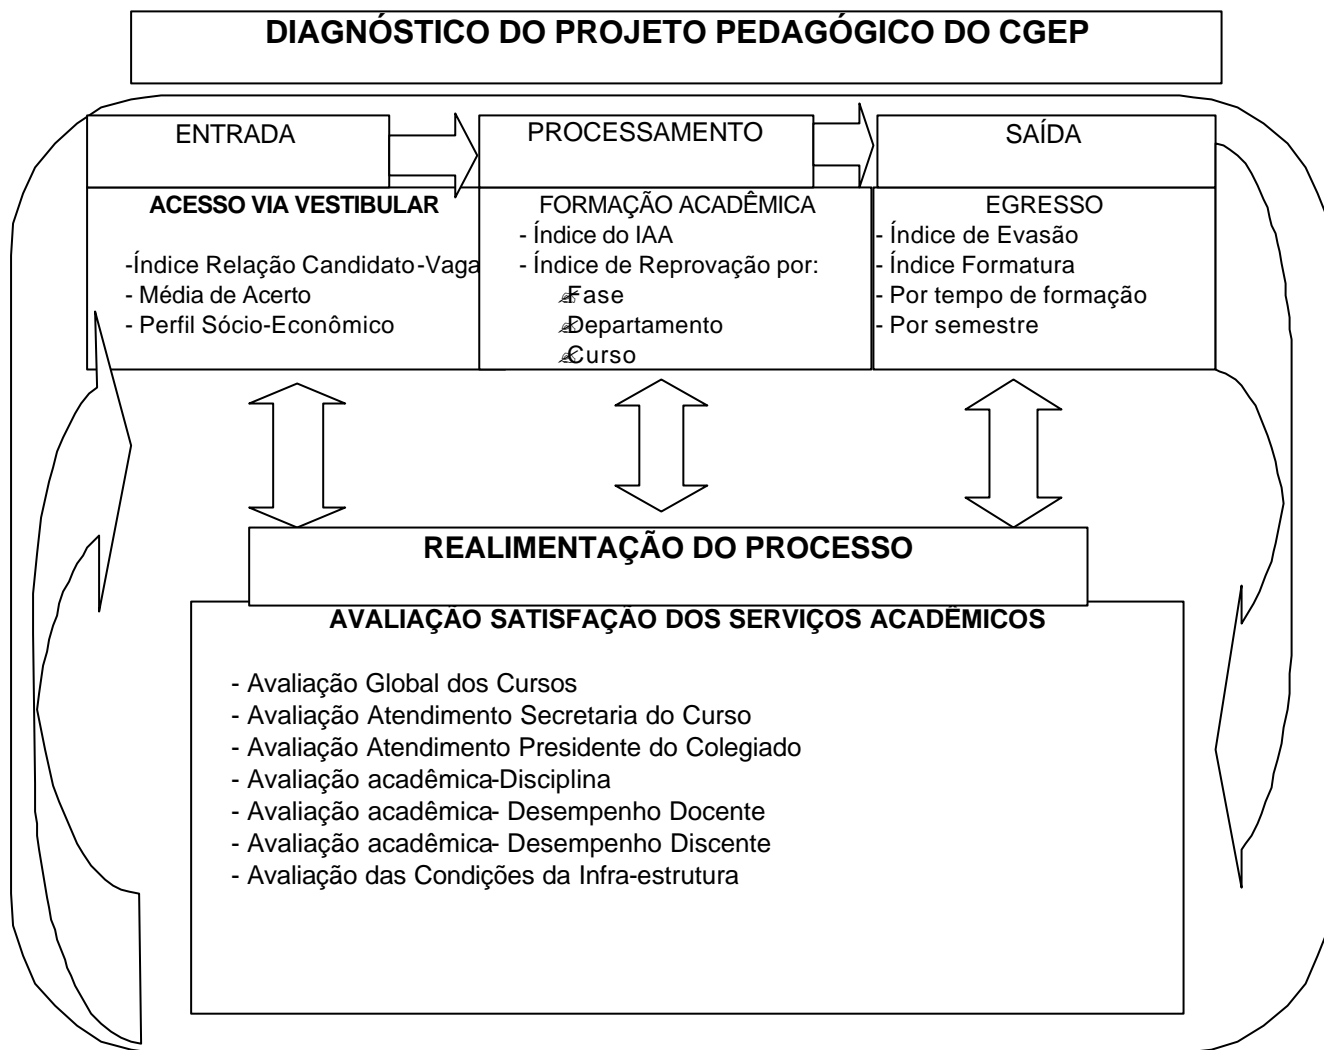 DIAGNÓSTICO DO PROJETO PEDAGÓGICO DO CGEP
ENTRADA
ACESSO VIA VESTIBULAR
-Índice Relação Candidato-Vaga
- Média de Acerto
- Perfil Sócio-Econômico
PROCESSAMENTO
FORMAÇÃO ACADÊMICA
- Índice do IAA
- Índice de Reprovação por:
Fase
Departamento
Curso
SAÍDA
EGRESSO
- Índice de Evasão
- Índice Formatura
- Por tempo de formação
- Por semestre
REALIMENTAÇÃO DO PROCESSO
AVALIAÇÃO SATISFAÇÃO DOS SERVIÇOS ACADÊMICOS
- Avaliação Global dos Cursos
- Avaliação Atendimento Secretaria do Curso
- Avaliação Atendimento Presidente do Colegiado
- Avaliação acadêmica-Disciplina
- Avaliação acadêmica- Desempenho Docente
- Avaliação acadêmica- Desempenho Discente
- Avaliação das Condições da Infra-estrutura